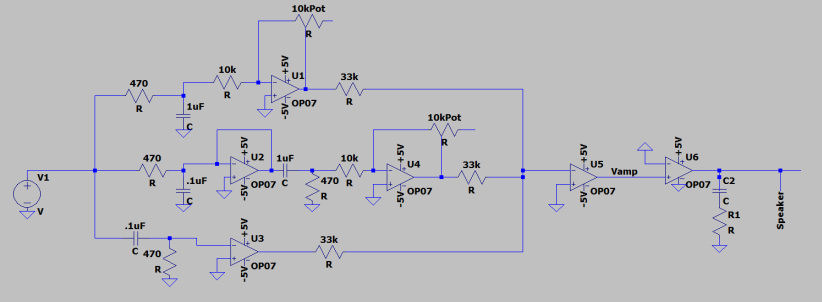 10kPot
R
+5V
U1
-5V
OP07
470
R
10k
R
1uF
C
33k
R
V1
V
470
R
.1uF
C
+5V
U2
-5V
OP07
1uF
C
470
R
10k
R
10kPot
R
+5V
U4
-5V
OP07
33k
R
.1uF
C
470
R
+5V
U3
-5V
OP07
33k
R
+5V
U5
-5V
OP07
Vamp
+5V
U6
OP07
C2
C
R1
R
Speaker